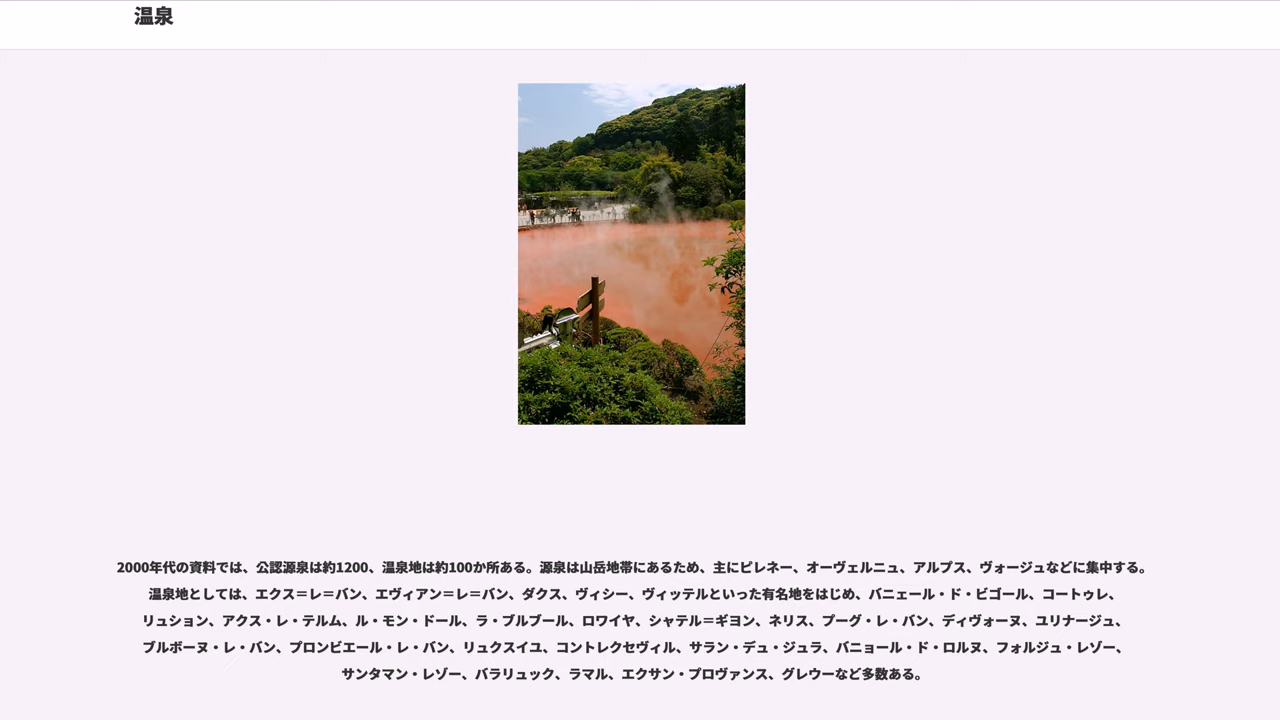 温泉
2000年代の資料では、公認源泉は約1200、温泉地は約100か所ある。源泉は山岳地帯にあるため、主にピレネー、オーヴェルニュ、アルプス、ヴォージュなどに集中する。
温泉地としては、エクス＝レ＝バン、エヴィアン＝レ＝バン、ダクス、ヴィシー、ヴィッテルといった有名地をはじめ、バニェール・ド・ビゴール、コートゥレ、
リュション、アクス・レ・テルム、ル・モン・ドール、ラ・ブルブール、ロワイヤ、シャテル＝ギヨン、ネリス、プーグ・レ・バン、ディヴォーヌ、ユリナージュ、
ブルボーヌ・レ・バン、プロンビエール・レ・バン、リュクスイユ、コントレクセヴィル、サラン・デュ・ジュラ、バニョール・ド・ロルヌ、フォルジュ・レゾー、
サンタマン・レゾー、バラリュック、ラマル、エクサン・プロヴァンス、グレウーなど多数ある。